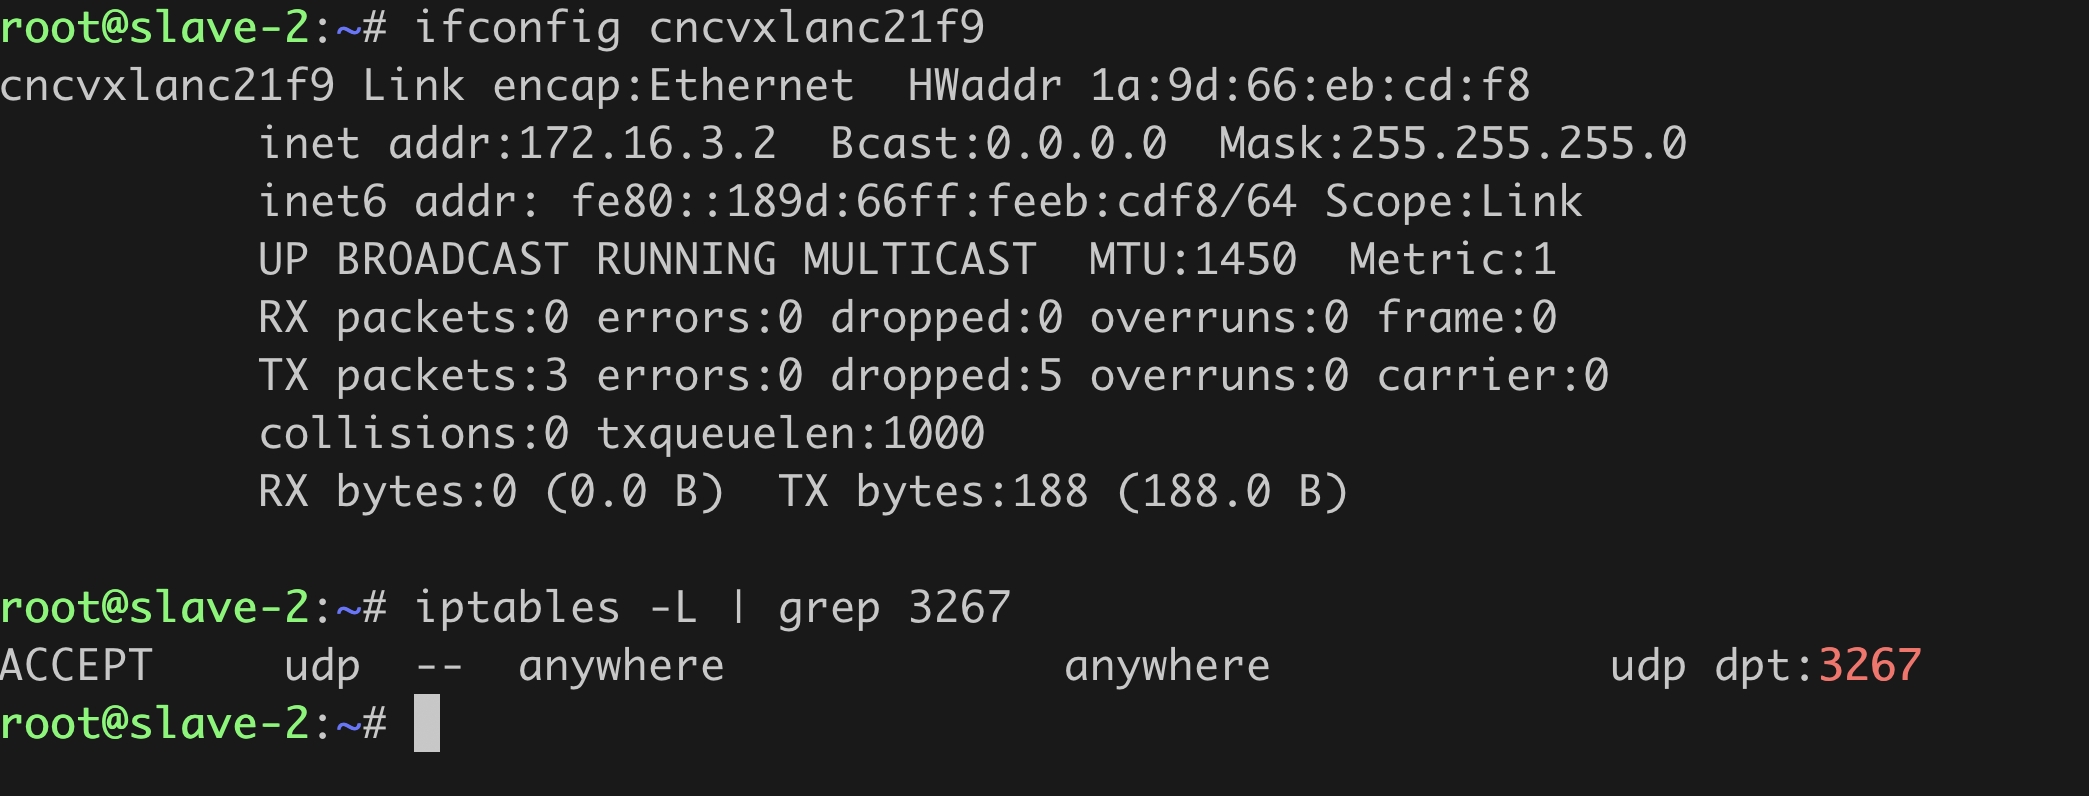 root@slave-2:~# ifconfig cncvxlanc21f9
cncvxlanc21f9 Link encap:Ethernet  HWaddr 1a:9d:66:eb:cd:f8
          inet addr:172.16.3.2  Bcast:0.0.0.0  Mask:255.255.255.0
          inet6 addr: fe80::189d:66ff:feeb:cdf8/64 Scope:Link
          UP BROADCAST RUNNING MULTICAST  MTU:1450  Metric:1
          RX packets:0 errors:0 dropped:0 overruns:0 frame:0
          TX packets:3 errors:0 dropped:5 overruns:0 carrier:0
          collisions:0 txqueuelen:1000
          RX bytes:0 (0.0 B)  TX bytes:188 (188.0 B)

root@slave-2:~# iptables -L | grep 3267
ACCEPT     udp  --  anywhere             anywhere             udp dpt:3267
root@slave-2:~#